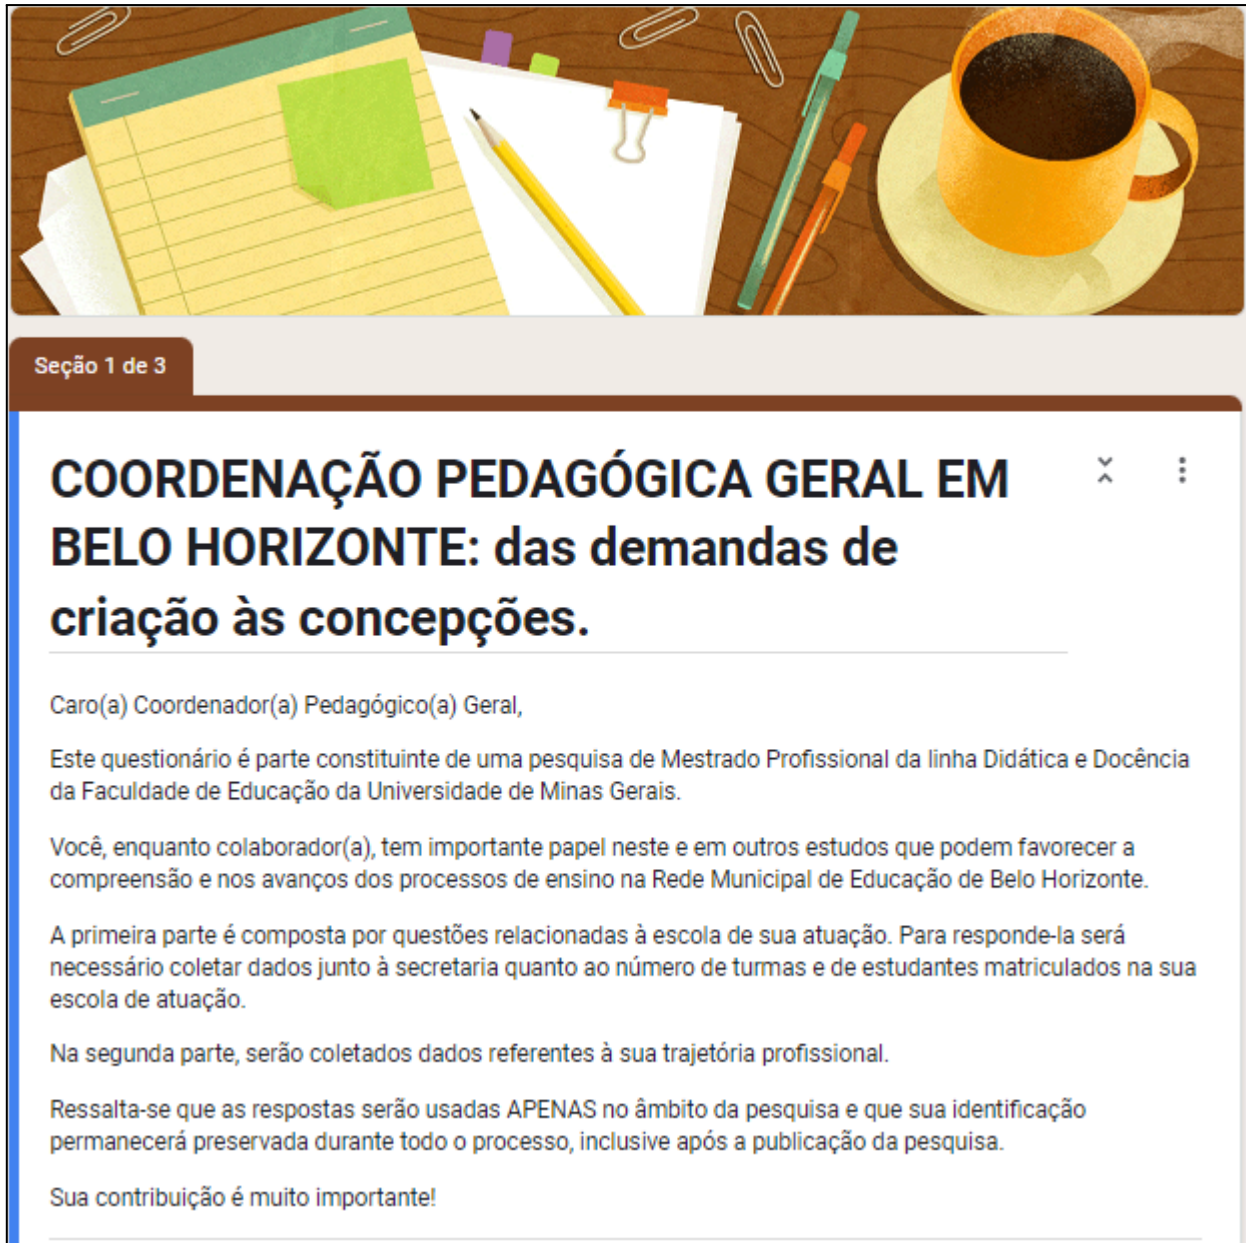 Seção 1 de 3
COORDENAÇÃO PEDAGÓGICA GERAL EM
BELO HORIZONTE: das demandas de
criação às concepções.
Caro(a) Coordenador(a) Pedagógico(a) Geral,
Este questionário é parte constituinte de uma pesquisa de Mestrado Profissional da linha Didática e Docência
da Faculdade de Educação da Universidade de Minas Gerais.
Você, enquanto colaborador(a), tem importante papel neste e em outros estudos que podem favorecer a
compreensão e nos avanços dos processos de ensino na Rede Municipal de Educação de Belo Horizonte.
A primeira parte é composta por questões relacionadas à escola de sua atuação. Para responde-la será
necessário coletar dados junto à secretaria quanto ao número de turmas e de estudantes matriculados na sua
escola de atuação.
Na segunda parte, serão coletados dados referentes à sua trajetória profissional.
Ressalta-se que as respostas serão usadas APENAS no âmbito da pesquisa e que sua identificação
permanecerá preservada durante todo o processo, inclusive após a publicação da pesquisa.
Sua contribuição é muito importante!